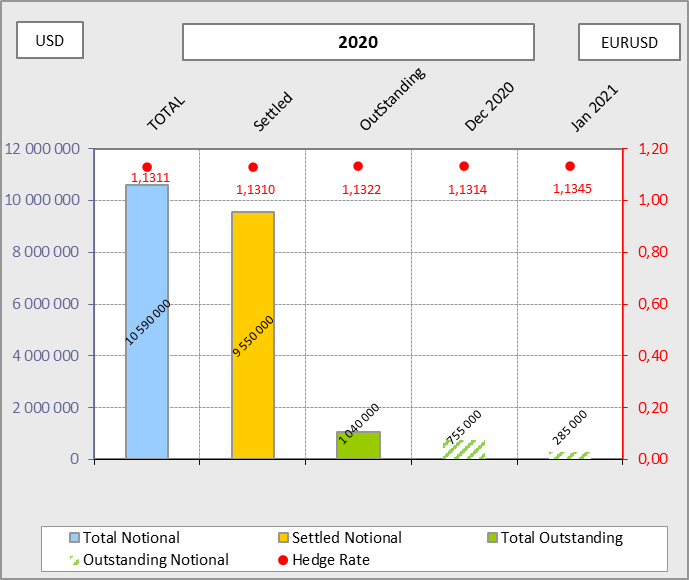 USD
2020
EURUSD
TOTAL
Settled
OutStanding
Dec 2020
Jan 2021
12 000 000
10 000 000
8 000 000
6 000 000
4 000 000
2 000 000
0
1,1311
1,1310
1,1322
1,1314
1,1345
10 590 000
9 550 000
1 040 000
755 000
285 000
1,20
1,00
0,80
0,60
0,40
0,20
0,00
Total Notional
Settled Notional
Total Outstanding
Outstanding Notional
Hedge Rate